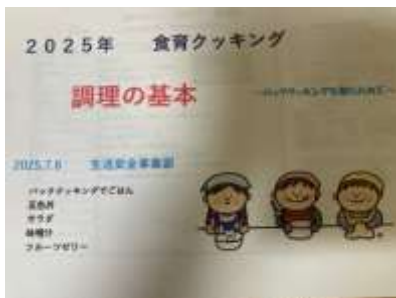 2025年 食育クッキング
調理の基本
~パッククッキングを取り入れて~
2025.7.8 生活安全事業部
パッククッキングでごはん
五色丼
サラダ
味噌汁
フルーツゼリー